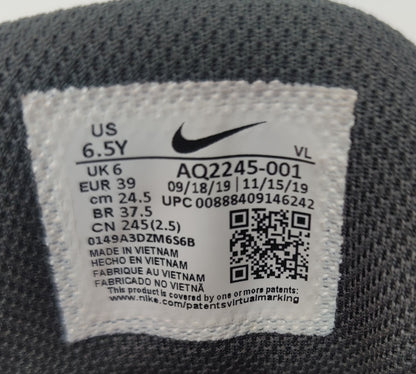 US
6.5Y
VL
UK 6
AQ2245-001
EUR 39
09/18/19 | 11/15/19
cm 24.5
UPC 00888409146242
BR 37.5
CN 245(2.5)
0149A3DZM6S6B
MADE IN VIETNAM
HECHO EN VIETNAM
FABRIQUE AU VIETNAM
FABRICADO NO VIETNÃ
This product is covered by one or more patents:
www.nike.com/patentsvirtualmarking